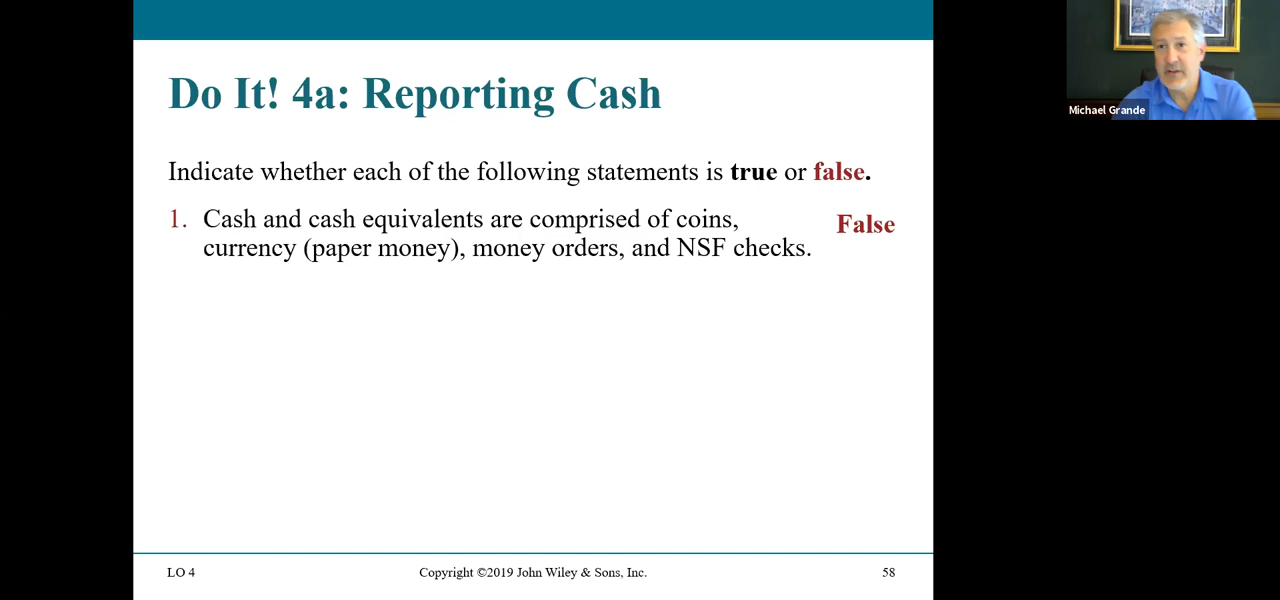 Do It! 4a: Reporting Cash
Michael Grande
Indicate whether each of the following statements is true or false.
1. Cash and cash equivalents are comprised of coins,
currency (paper money), money orders, and NSF checks.
False
LO 4
Copyright ©2019 John Wiley & Sons, Inc.
58